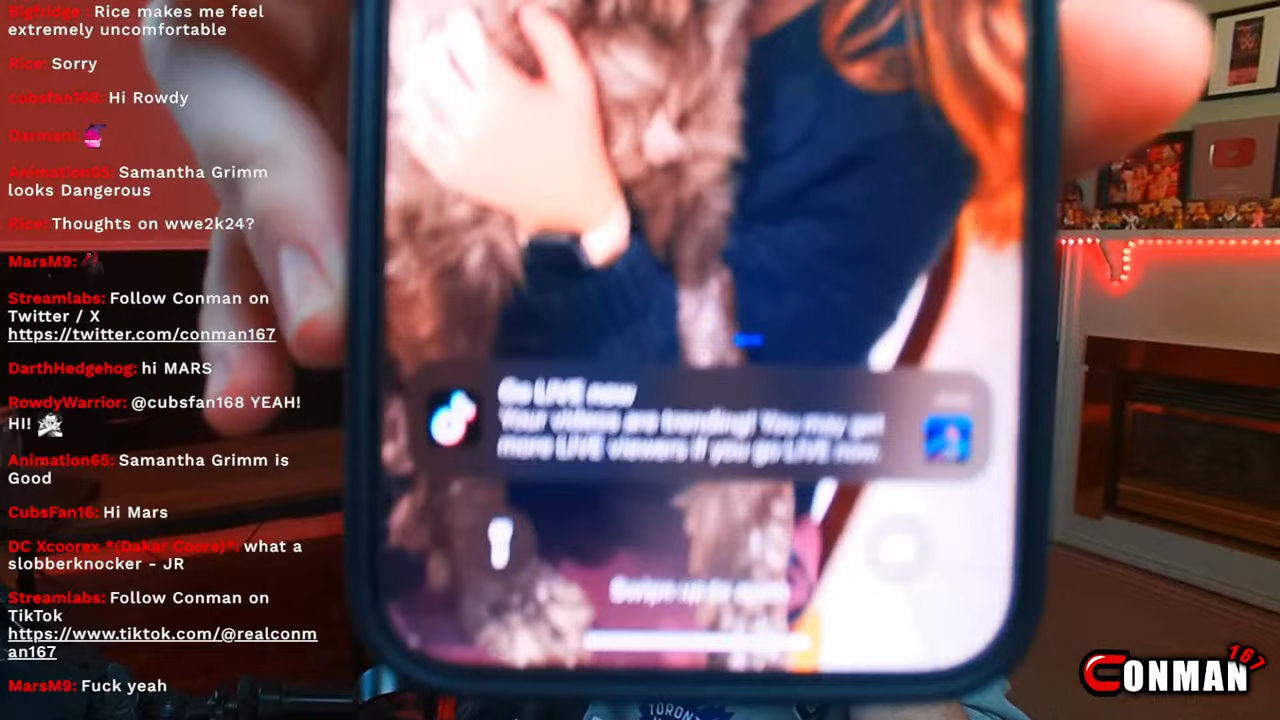 Bigfridge: Rice makes me feel
extremely uncomfortable
Rice: Sorry
cubsfan168: Hi Rowdy
Darmani:
Animation65: Samantha Grimm
looks Dangerous
Rice: Thoughts on wwe2k24?
MarsM9:
Streamlabs: Follow Conman on
Twitter / X
https://twitter.com/conman167
DarthHedgehog: hi MARS
RowdyWarrior: @cubsfan168 YEAH!
HI!
Animation65: Samantha Grimm is
Good
CubsFan16: Hi Mars
DC Xcoorex *(Dakar Coore)*: what a
slobberknocker - JR
Streamlabs: Follow Conman on
TikTok
https://www.tiktok.com/@realconm
an167
MarsM9: Fuck yeah
Go LIVE now
Your videos are trending! You may get
more LIVE viewers if you go LIVE now.
Swipe up to open
TORONTO
CONMAN
167